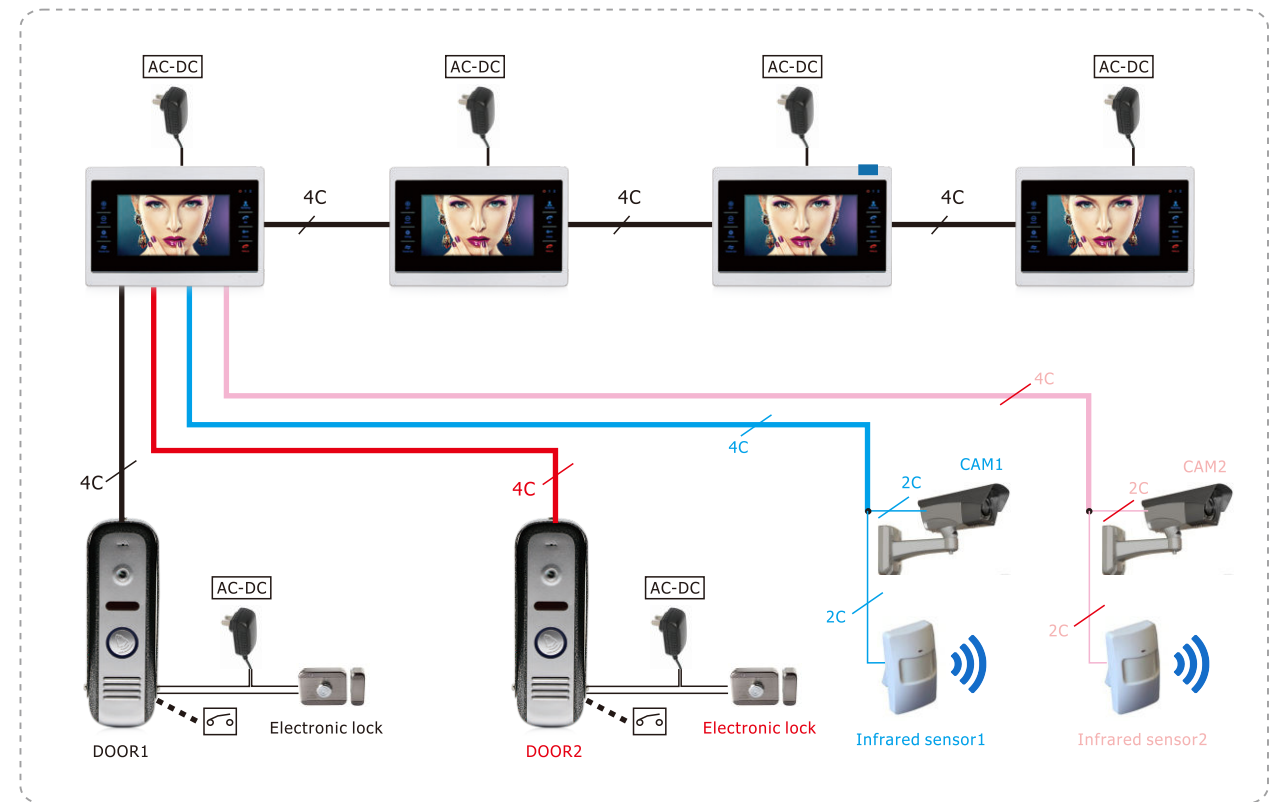 AC-DC
AC-DC
AC-DC
AC-DC
4C
4C
4C
4C
4C
4C
CAM1
CAM2
4C
4C
2C
2C
AC-DC
AC-DC
2C
2C
Electronic lock
Electronic lock
Infrared sensor1
Infrared sensor2
DOOR1
DOOR2